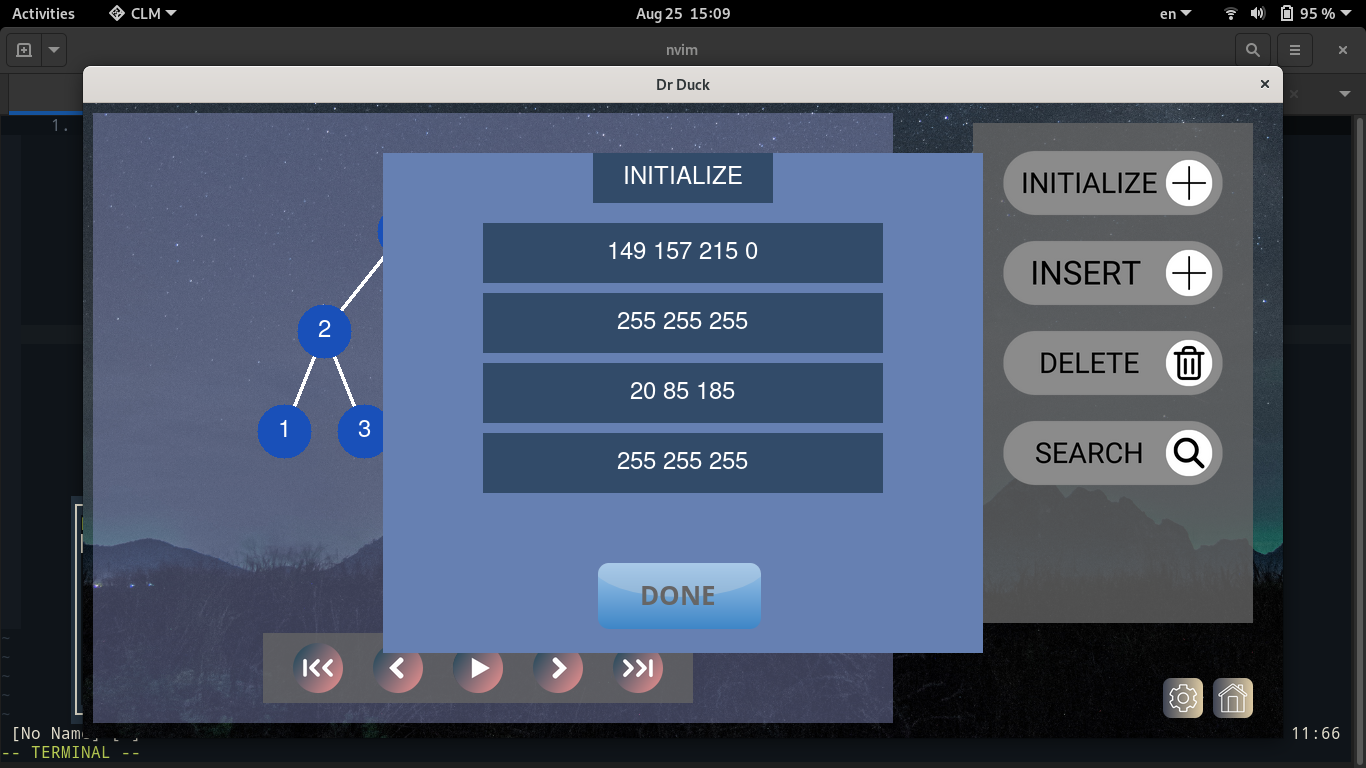 Activities CLM Aug 25 15:09 en 95 %
nvim
Dr Duck
1.
INITIALIZE
149 157 215 0
255 255 255
20 85 185
255 255 255
DONE
2
1 3
INITIALIZE
INSERT
DELETE
SEARCH
[No Name] 11:66
-- TERMINAL --